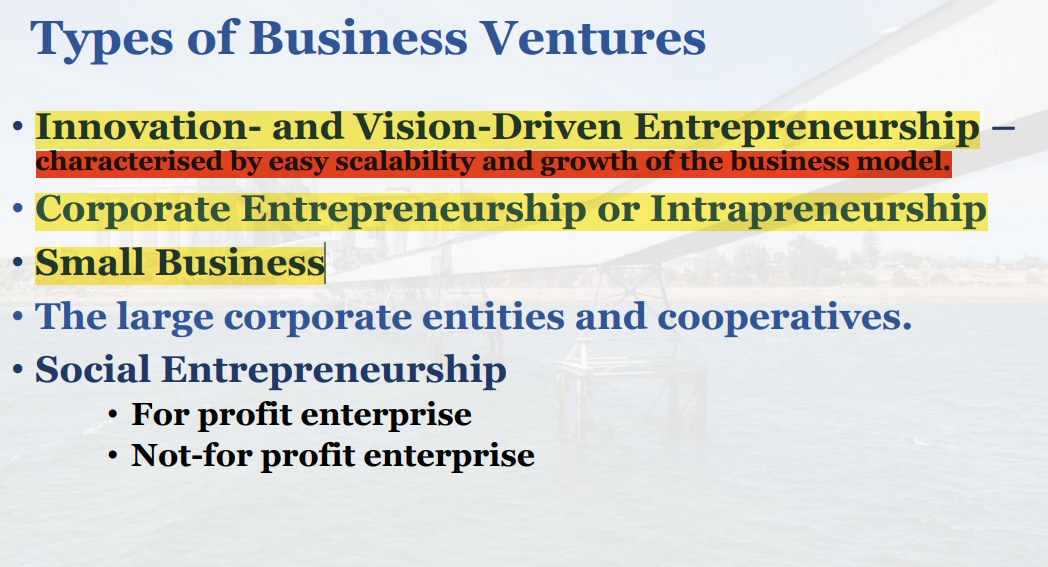 Types of Business Ventures
• Innovation- and Vision-Driven Entrepreneurship –
characterised by easy scalability and growth of the business model.
• Corporate Entrepreneurship or Intrapreneurship
• Small Business
• The large corporate entities and cooperatives.
• Social Entrepreneurship
• For profit enterprise
• Not-for profit enterprise